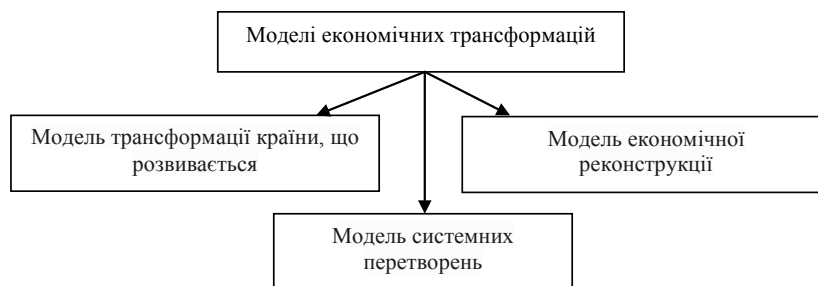 Моделі економічних трансформацій
Модель трансформації країни, що
розвивається
Модель економічної
реконструкції
Модель системних
перетворень